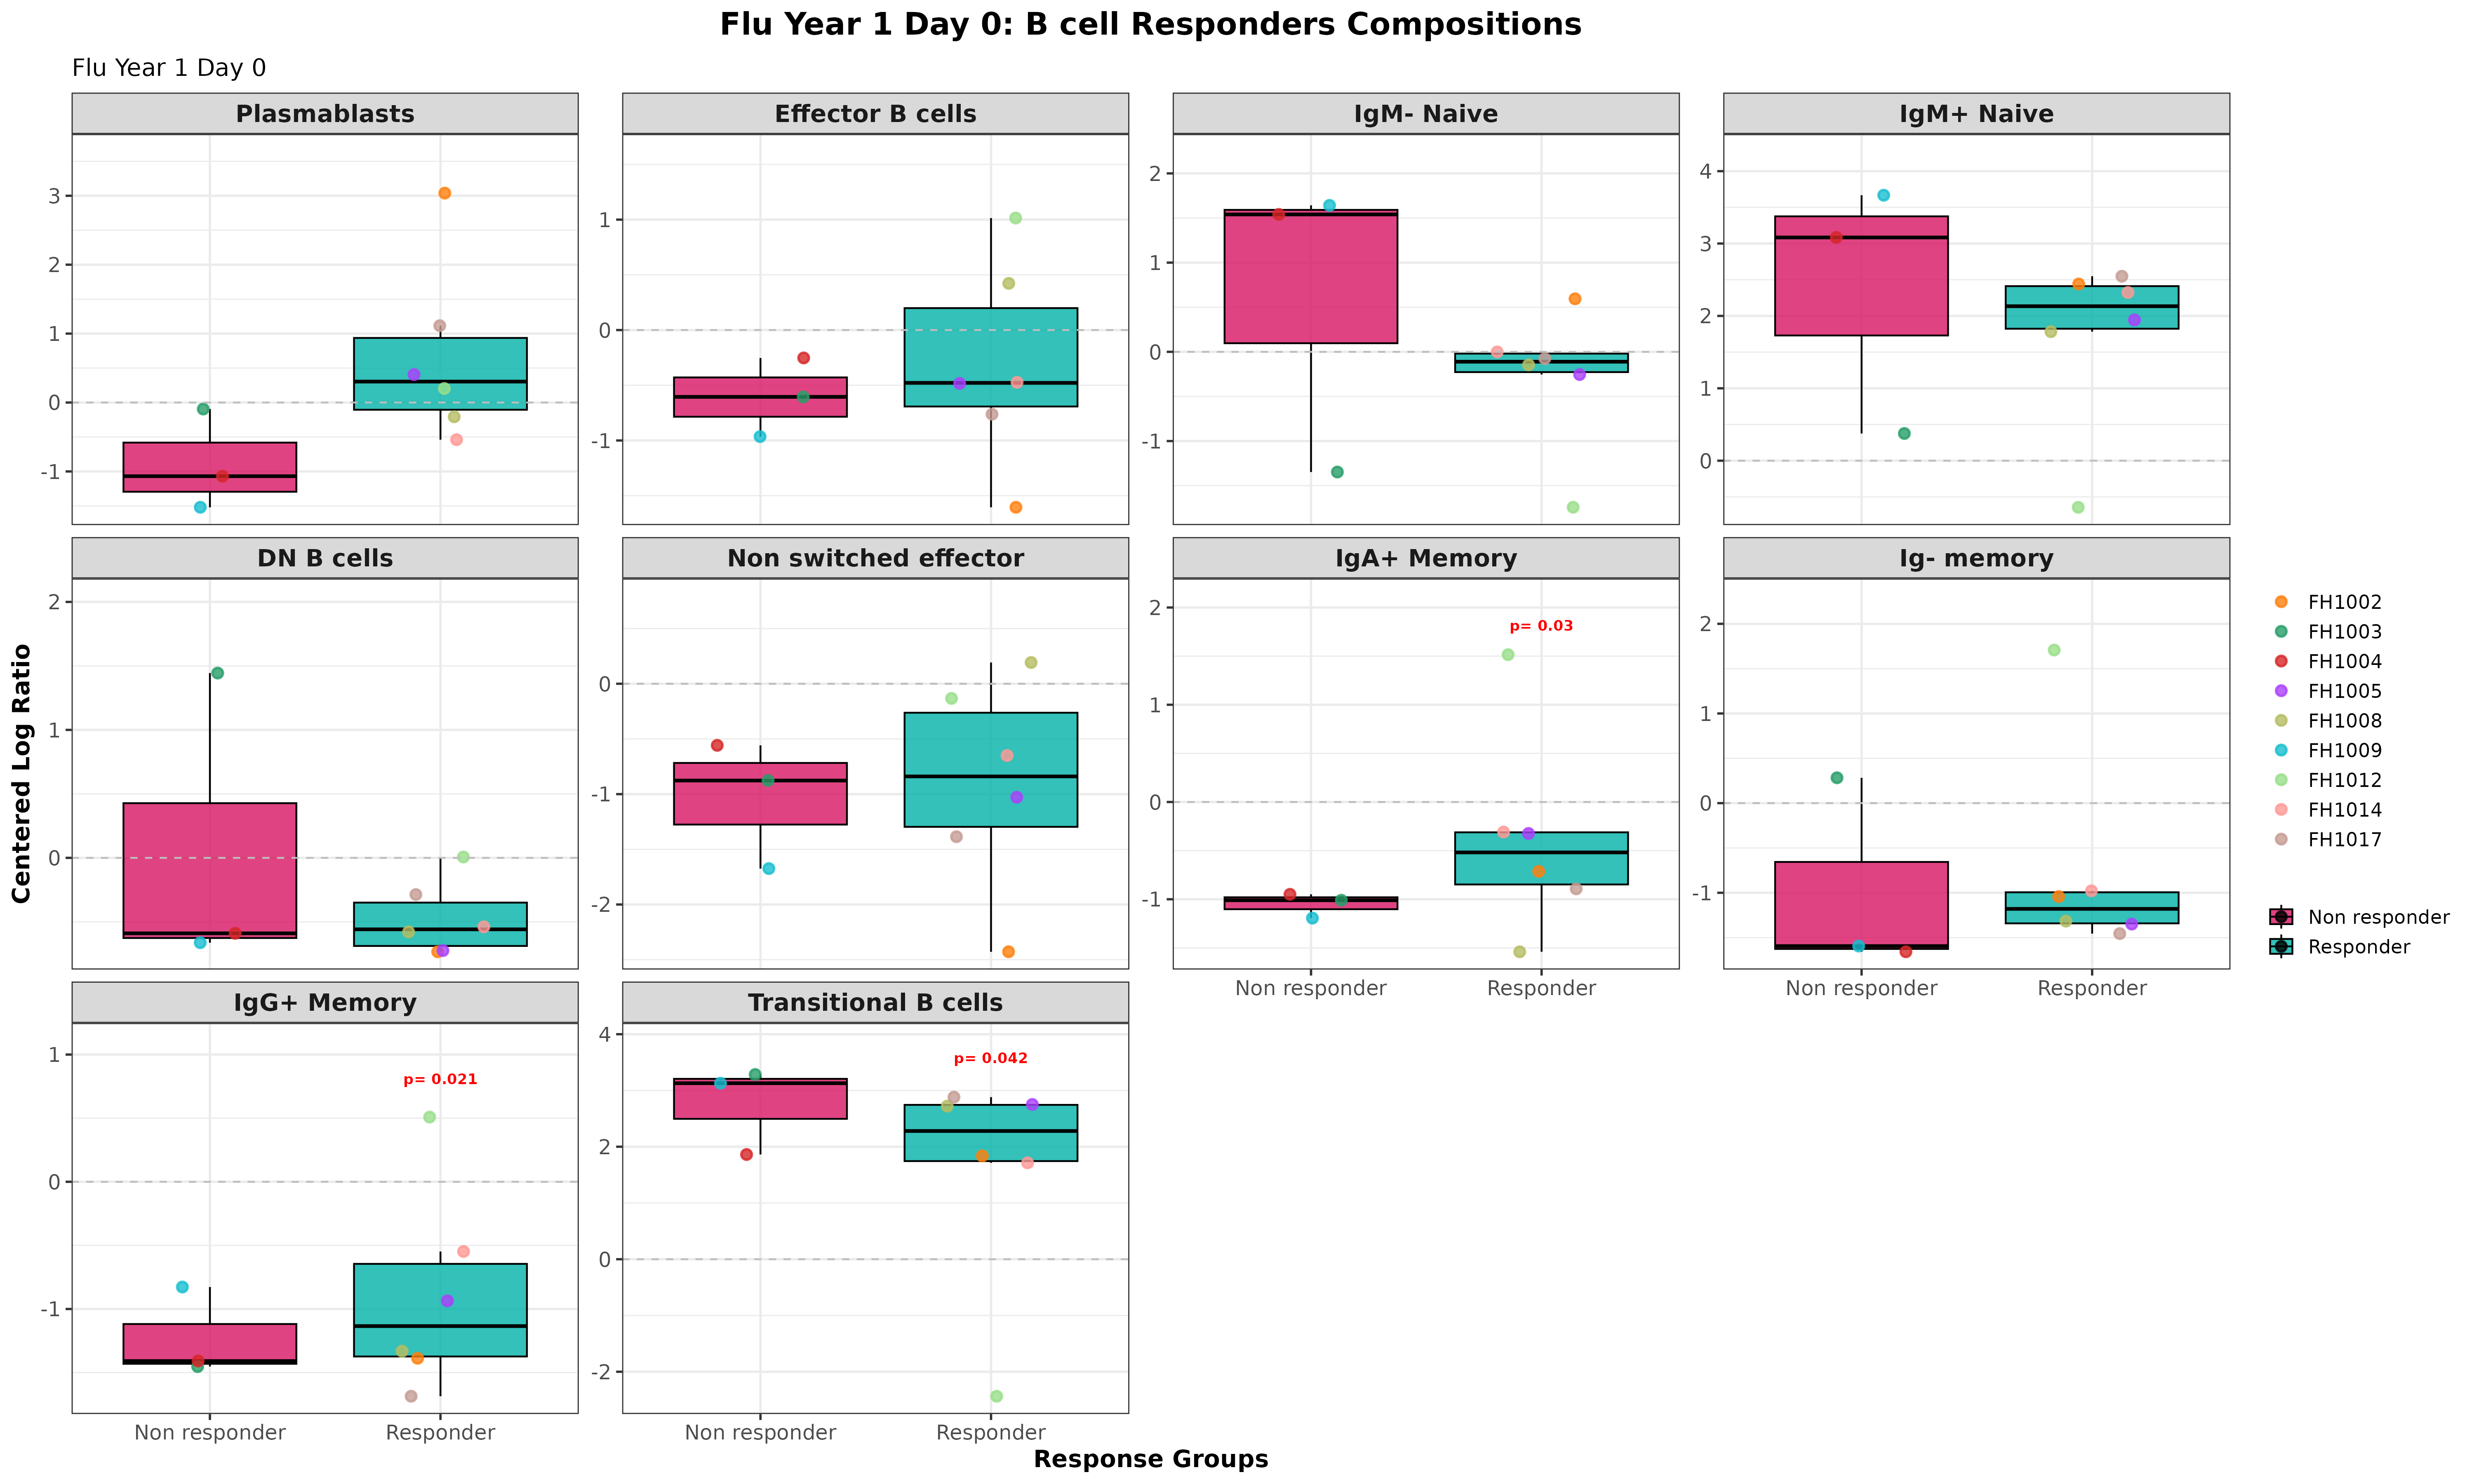 Flu Year 1 Day 0: B cell Responders Compositions
Flu Year 1 Day 0
Plasmablasts
Effector B cells
IgM- Naive
IgM+ Naive
3
2
1
0
-1
1
0
-1
2
1
0
-1
4
3
2
1
0
DN B cells
Non switched effector
IgA+ Memory
Ig- memory
2
1
0
0
-1
-2
2
1
0
-1
p= 0.03
2
1
0
-1
Non responder
Responder
Non responder
Responder
IgG+ Memory
Transitional B cells
1
0
-1
p= 0.021
4
2
0
-2
p= 0.042
Non responder
Responder
Non responder
Responder
Centered Log Ratio
Response Groups
FH1002
FH1003
FH1004
FH1005
FH1008
FH1009
FH1012
FH1014
FH1017
Non responder
Responder